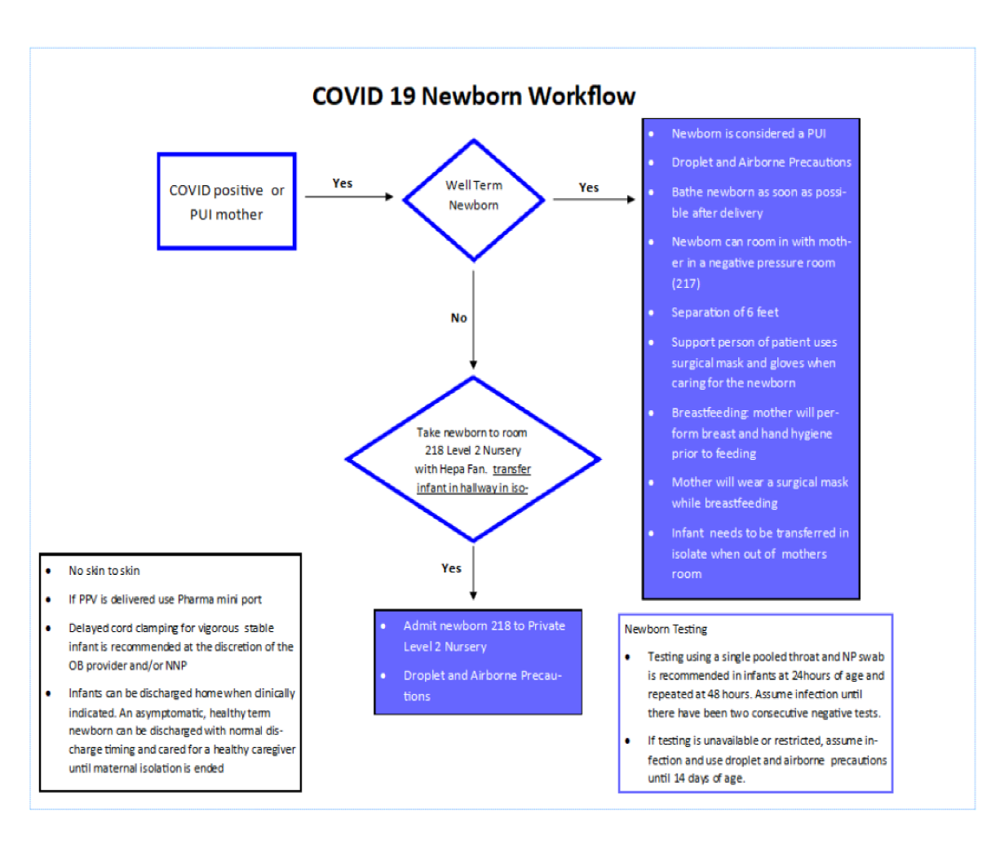 COVID 19 Newborn Workflow
COVID positive or
PUI mother
Yes
Well Term
Newborn
Yes
• Newborn is considered a PUI
• Droplet and Airborne Precautions
• Bathe newborn as soon as possi-
ble after delivery
• Newborn can room in with moth-
er in a negative pressure room
(217)
• Separation of 6 feet
• Support person of patient uses
surgical mask and gloves when
caring for the newborn
• Breastfeeding: mother will per-
form breast and hand hygiene
prior to feeding
• Mother will wear a surgical mask
while breastfeeding
• Infant needs to be transferred in
isolate when out of mothers
room
No
Take newborn to room
218 Level 2 Nursery
with Hepa Fan. transfer
infant in hallway in iso-
Yes
• Admit newborn 218 to Private
Level 2 Nursery
• Droplet and Airborne Precau-
tions
• No skin to skin
• If PPV is delivered use Pharma mini port
• Delayed cord clamping for vigorous stable
infant is recommended at the discretion of the
OB provider and/or NNP
• Infants can be discharged home when clinically
indicated. An asymptomatic, healthy term
newborn can be discharged with normal dis-
charge timing and cared for a healthy caregiver
until maternal isolation is ended
Newborn Testing
• Testing using a single pooled throat and NP swab
is recommended in infants at 24hours of age and
repeated at 48 hours. Assume infection until
there have been two consecutive negative tests.
• If testing is unavailable or restricted, assume in-
fection and use droplet and airborne precautions
until 14 days of age.